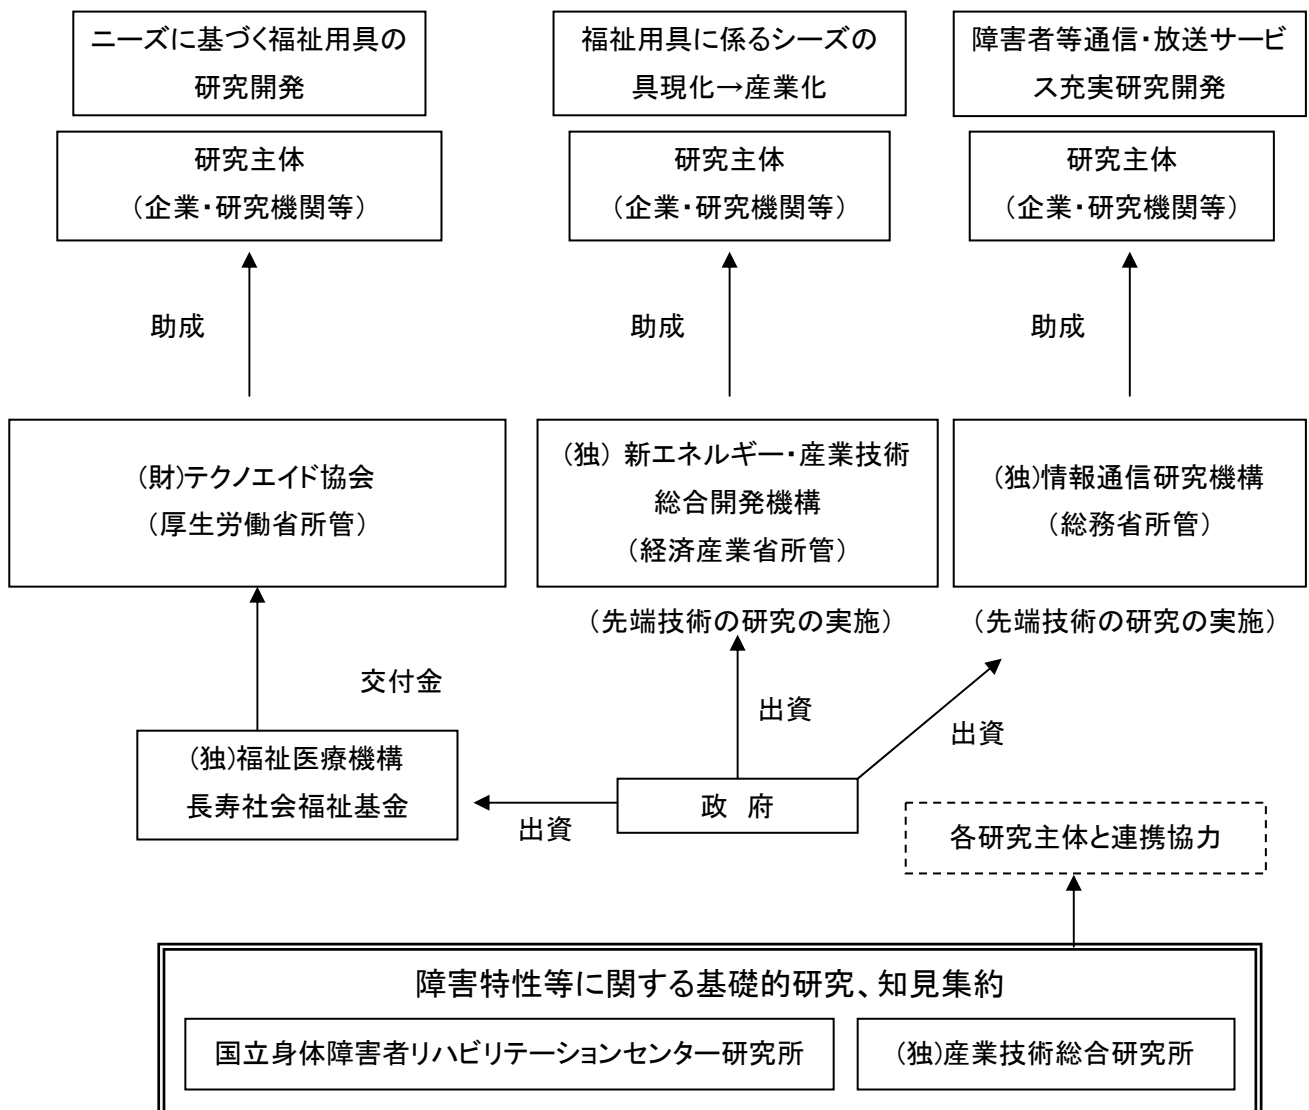 ニーズに基づく福祉用具の
研究開発
福祉用具に係るシーズの
具現化→産業化
障害者等通信・放送サービ
ス充実研究開発
研究主体
（企業・研究機関等）
研究主体
（企業・研究機関等）
研究主体
（企業・研究機関等）
助成
助成
助成
(財)テクノエイド協会
（厚生労働省所管）
(独) 新エネルギー・産業技術
総合開発機構
（経済産業省所管）
(独)情報通信研究機構
（総務省所管）
（先端技術の研究の実施）
（先端技術の研究の実施）
交付金
出資
出資
(独)福祉医療機構
長寿社会福祉基金
出資
政　府
各研究主体と連携協力
障害特性等に関する基礎的研究、知見集約
国立身体障害者リハビリテーションセンター研究所
(独)産業技術総合研究所